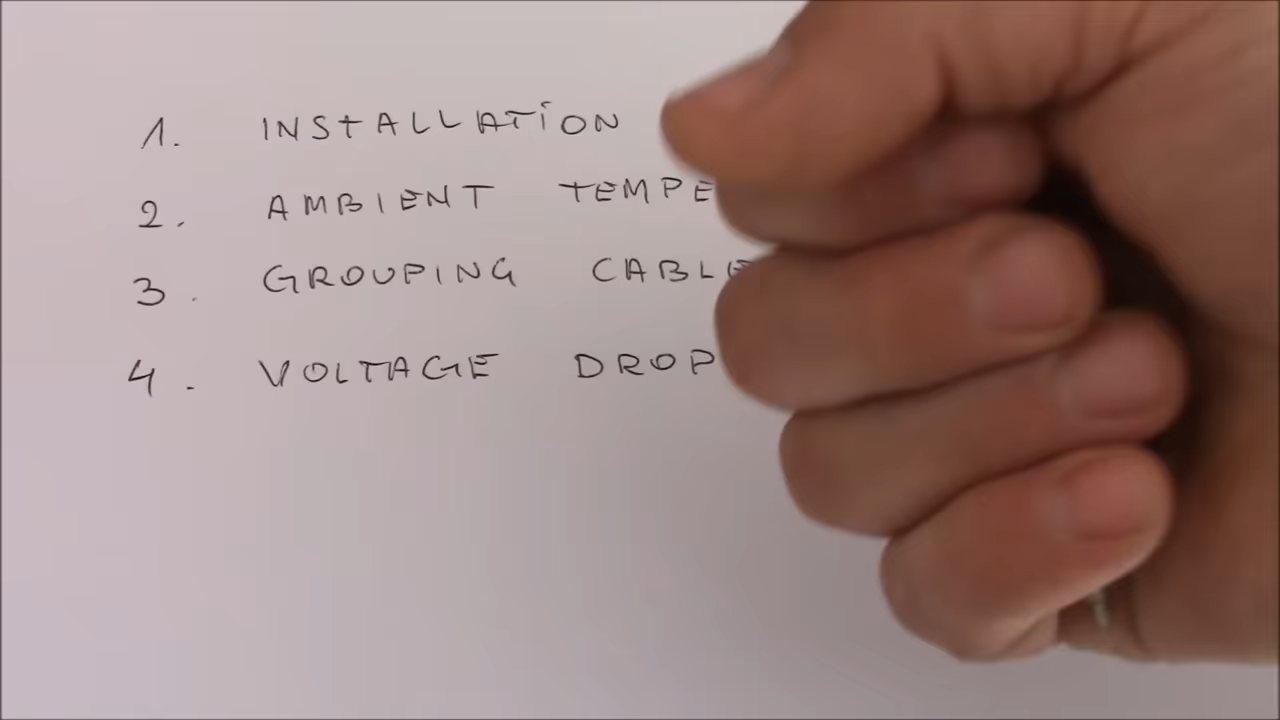 1. INSTALLATION
2. AMBIENT
3. GROUPING
4. VOLTAGE DROP